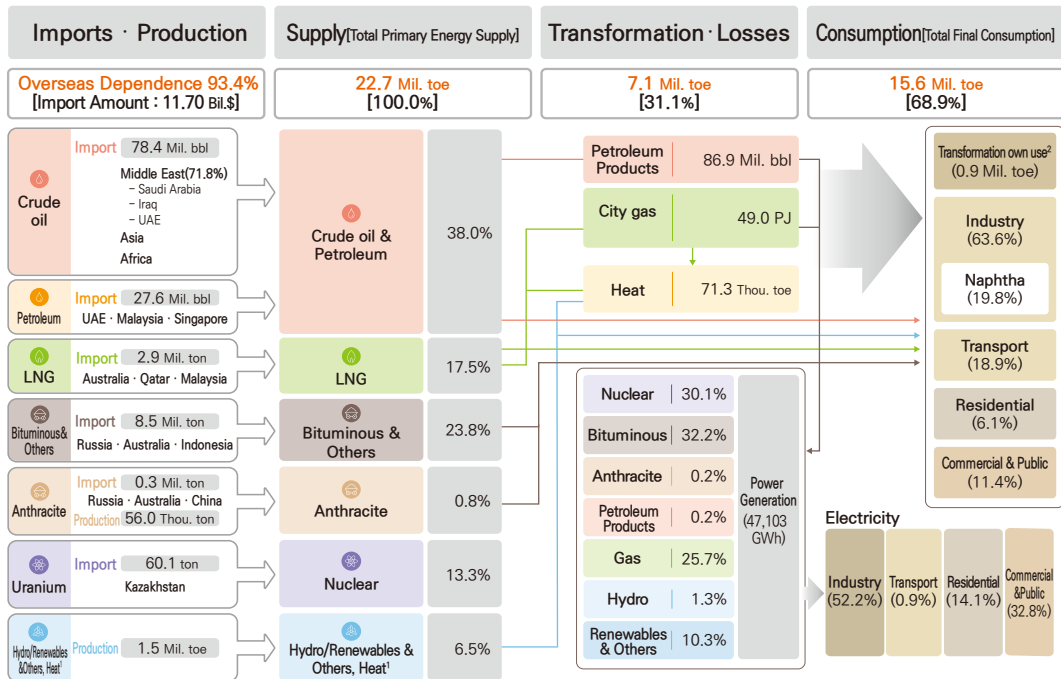 Imports · Production
Supply[Total Primary Energy Supply]
Transformation · Losses
Consumption[Total Final Consumption]
Overseas Dependence 93.4%
[Import Amount : 11.70 Bil.$]
22.7 Mil. toe
[100.0%]
7.1 Mil. toe
[31.1%]
15.6 Mil. toe
[68.9%]
Crude
oil
Import 78.4 Mil. bbl
Middle East(71.8%)
– Saudi Arabia
– Iraq
– UAE
Asia
Africa
Petroleum
Import 27.6 Mil. bbl
UAE · Malaysia · Singapore
LNG
Import 2.9 Mil. ton
Australia · Qatar · Malaysia
Bituminous&
Others
Import 8.5 Mil. ton
Russia · Australia · Indonesia
Anthracite
Import 0.3 Mil. ton
Russia · Australia · China
Production 56.0 Thou. ton
Uranium
Import 60.1 ton
Kazakhstan
Hydro/Renewables
&Others, Heat¹
Production 1.5 Mil. toe
Crude oil &
Petroleum
38.0%
LNG
17.5%
Bituminous &
Others
23.8%
Anthracite
0.8%
Nuclear
13.3%
Hydro/Renewables &
Others, Heat¹
6.5%
Petroleum
Products
86.9 Mil. bbl
City gas
49.0 PJ
Heat
71.3 Thou. toe
Nuclear 30.1%
Bituminous 32.2%
Anthracite 0.2%
Petroleum
Products
0.2%
Gas 25.7%
Hydro 1.3%
Renewables
& Others
10.3%
Power
Generation
(47,103
GWh)
Transformation own use²
(0.9 Mil. toe)
Industry
(63.6%)
Naphtha
(19.8%)
Transport
(18.9%)
Residential
(6.1%)
Commercial & Public
(11.4%)
Electricity
Industry
(52.2%)
Transport
(0.9%)
Residential
(14.1%)
Commercial
&Public
(32.8%)